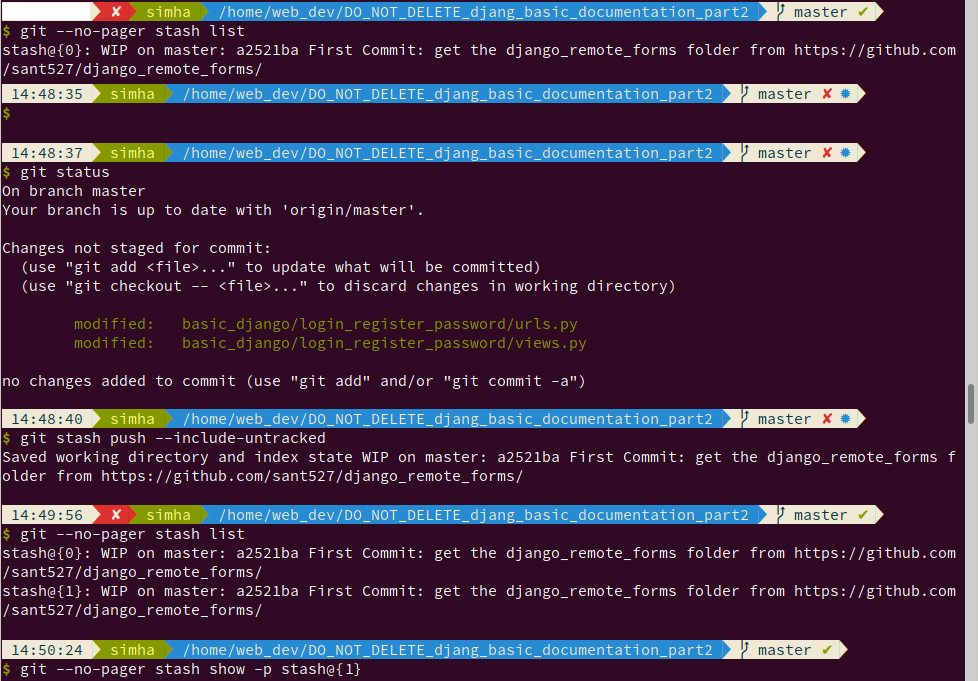 ✘ simha /home/web_dev/DO_NOT_DELETE_djang_basic_documentation_part2 master ✔
$ git --no-pager stash list
stash@{0}: WIP on master: a2521ba First Commit: get the django_remote_forms folder from https://github.com
/sant527/django_remote_forms/
14:48:35 simha /home/web_dev/DO_NOT_DELETE_djang_basic_documentation_part2 master ✘ ✹
$
14:48:37 simha /home/web_dev/DO_NOT_DELETE_djang_basic_documentation_part2 master ✘ ✹
$ git status
On branch master
Your branch is up to date with 'origin/master'.
Changes not staged for commit:
(use "git add <file>..." to update what will be committed)
(use "git checkout -- <file>..." to discard changes in working directory)
modified: basic_django/login_register_password/urls.py
modified: basic_django/login_register_password/views.py
no changes added to commit (use "git add" and/or "git commit -a")
14:48:40 simha /home/web_dev/DO_NOT_DELETE_djang_basic_documentation_part2 master ✘ ✹
$ git stash push --include-untracked
Saved working directory and index state WIP on master: a2521ba First Commit: get the django_remote_forms f
older from https://github.com/sant527/django_remote_forms/
14:49:56 ✘ simha /home/web_dev/DO_NOT_DELETE_djang_basic_documentation_part2 master ✔
$ git --no-pager stash list
stash@{0}: WIP on master: a2521ba First Commit: get the django_remote_forms folder from https://github.com
/sant527/django_remote_forms/
stash@{1}: WIP on master: a2521ba First Commit: get the django_remote_forms folder from https://github.com
/sant527/django_remote_forms/
14:50:24 simha /home/web_dev/DO_NOT_DELETE_djang_basic_documentation_part2 master ✔
$ git --no-pager stash show -p stash@{1}